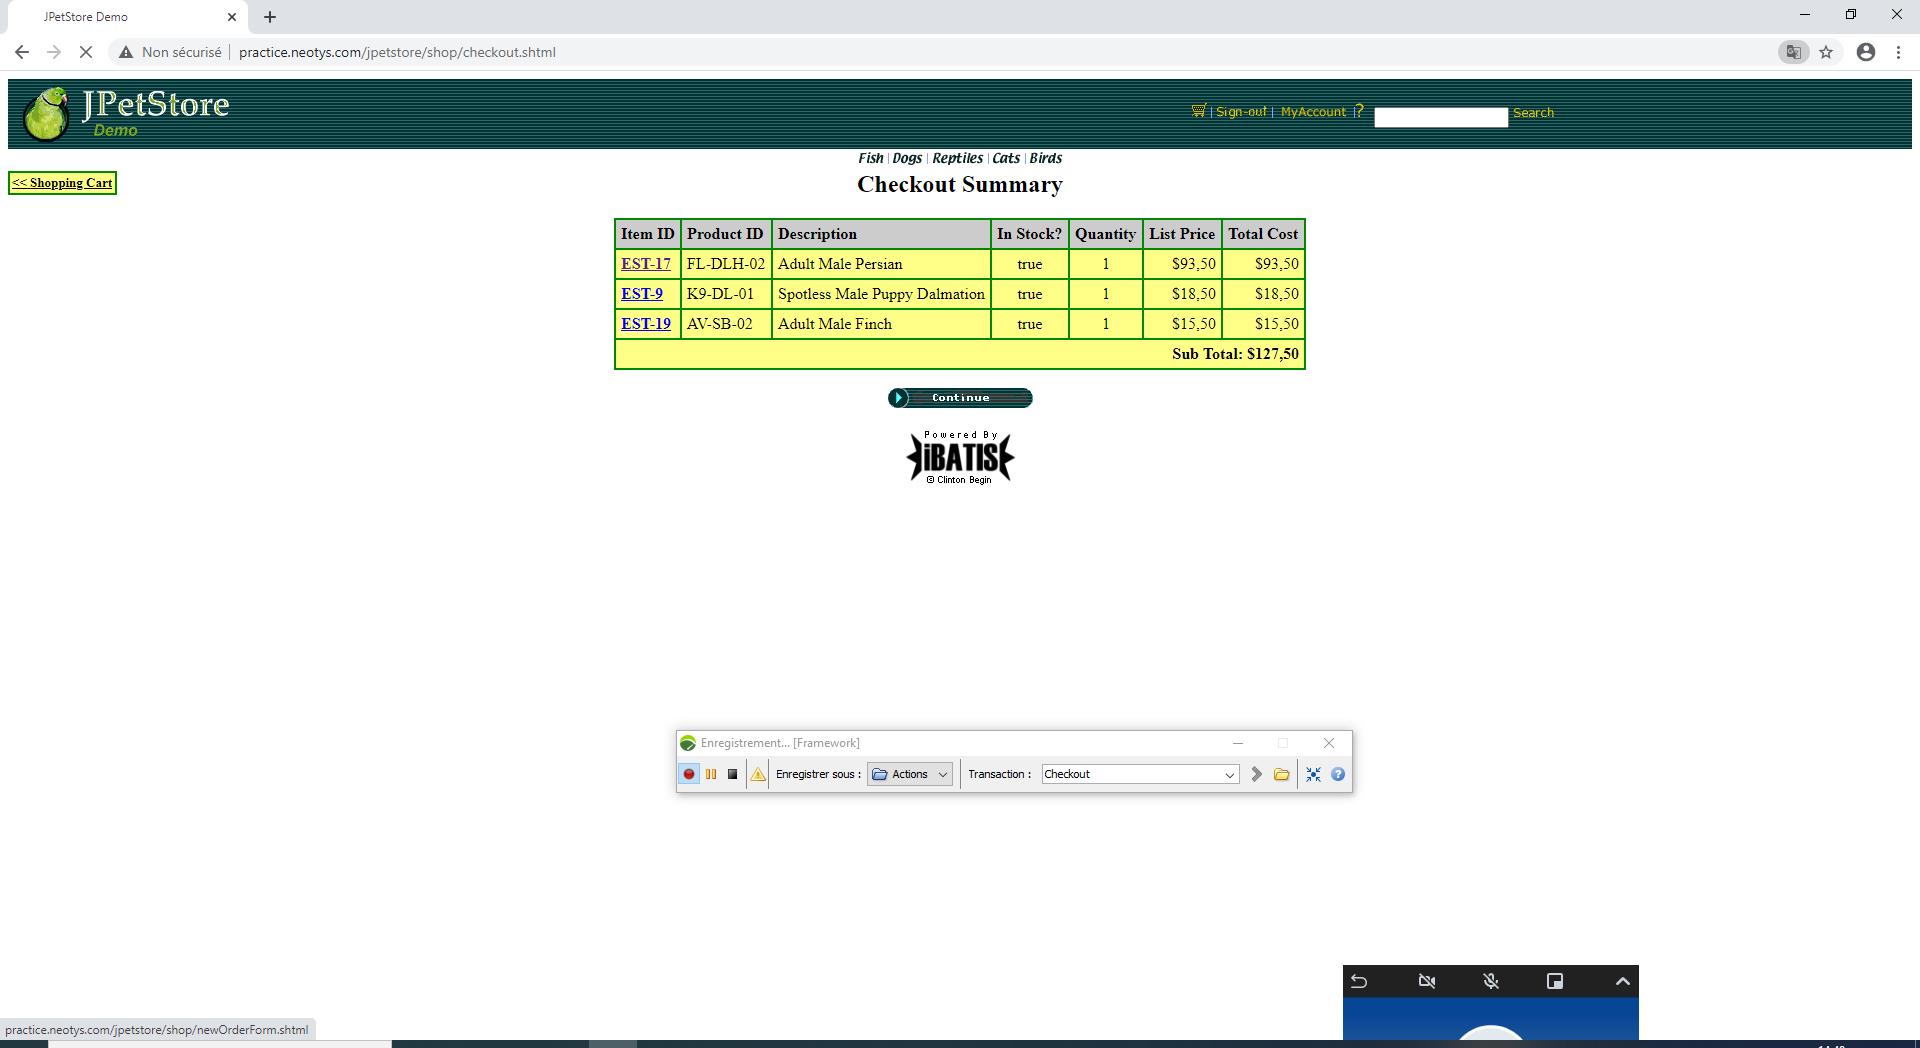 JPetStore Demo
Non sécurisé practice.neotys.com/jpetstore/shop/checkout.shtml
JPetStore
Demo
| Sign-out | MyAccount | ? Search
Fish | Dogs | Reptiles | Cats | Birds
<< Shopping Cart
Checkout Summary
Item ID Product ID Description In Stock? Quantity List Price Total Cost
EST-17 FL-DLH-02 Adult Male Persian true 1 $93,50 $93,50
EST-9 K9-DL-01 Spotless Male Puppy Dalmation true 1 $18,50 $18,50
EST-19 AV-SB-02 Adult Male Finch true 1 $15,50 $15,50
Sub Total: $127,50
Continue
Powered By
iBATIS
© Clinton Begin
Enregistrement... [Framework]
Enregistrer sous : Actions Transaction : Checkout
practice.neotys.com/jpetstore/shop/newOrderForm.shtml